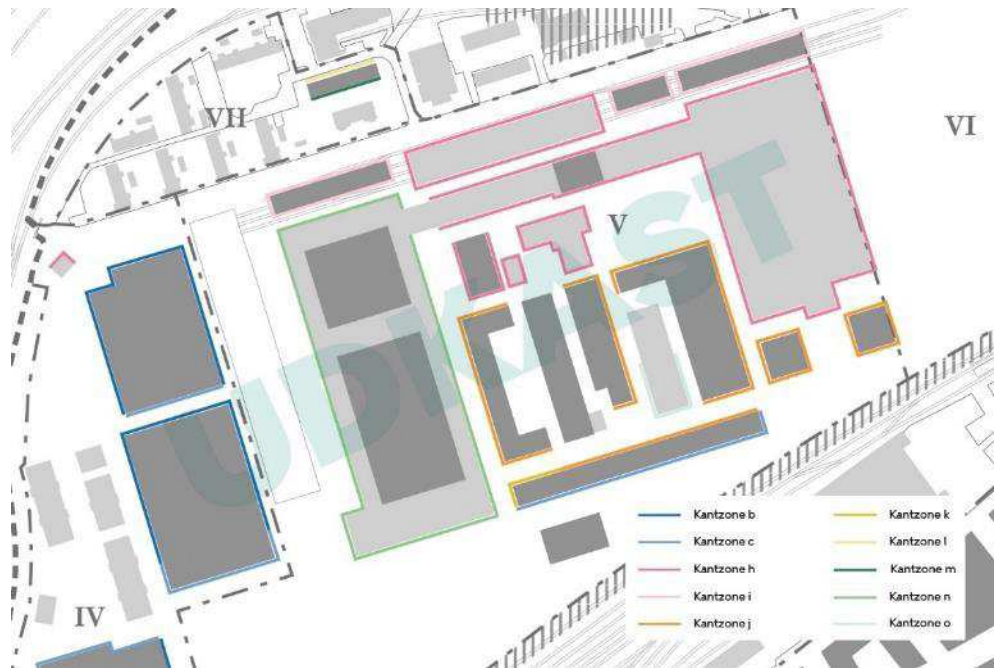 VII
VI
V
UDKAST
IV
Kantzone b
Kantzone c
Kantzone h
Kantzone i
Kantzone j
Kantzone k
Kantzone l
Kantzone m
Kantzone n
Kantzone o